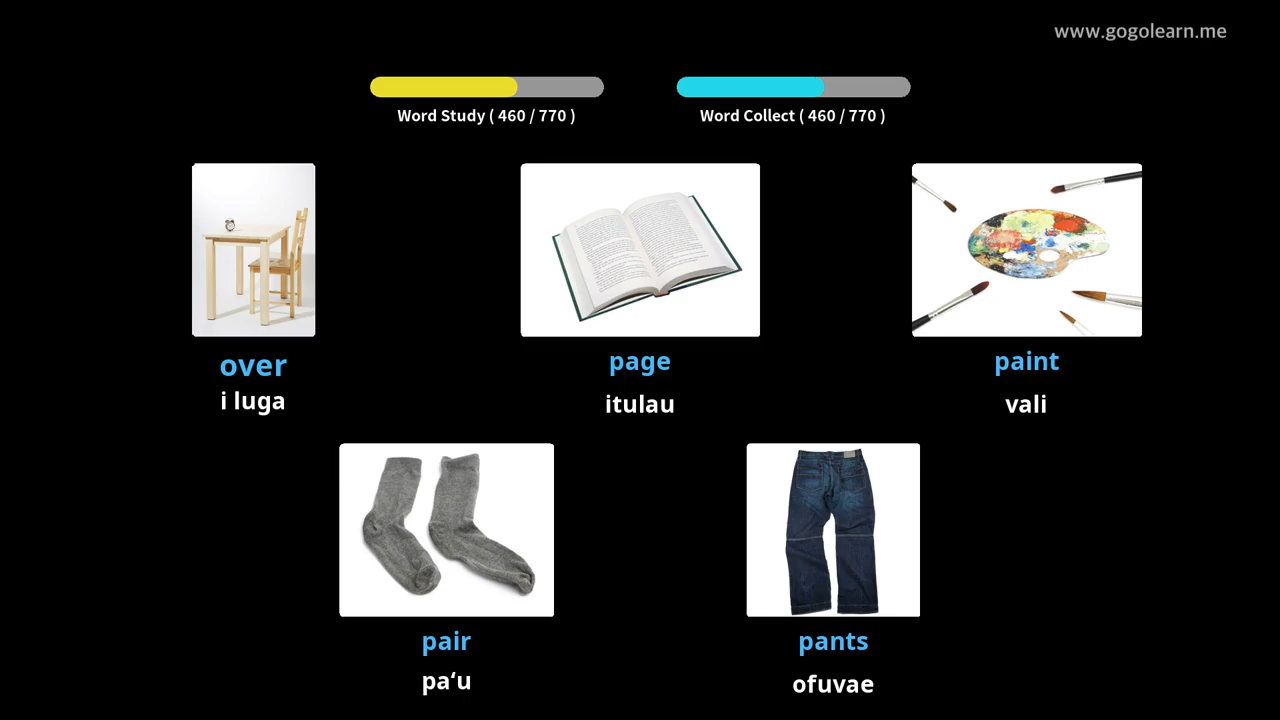 www.gogolearn.me
Word Study ( 460 / 770 )
Word Collect ( 460 / 770 )
over
i luga
page
itulau
paint
vali
pair
pa‘u
pants
ofuvae